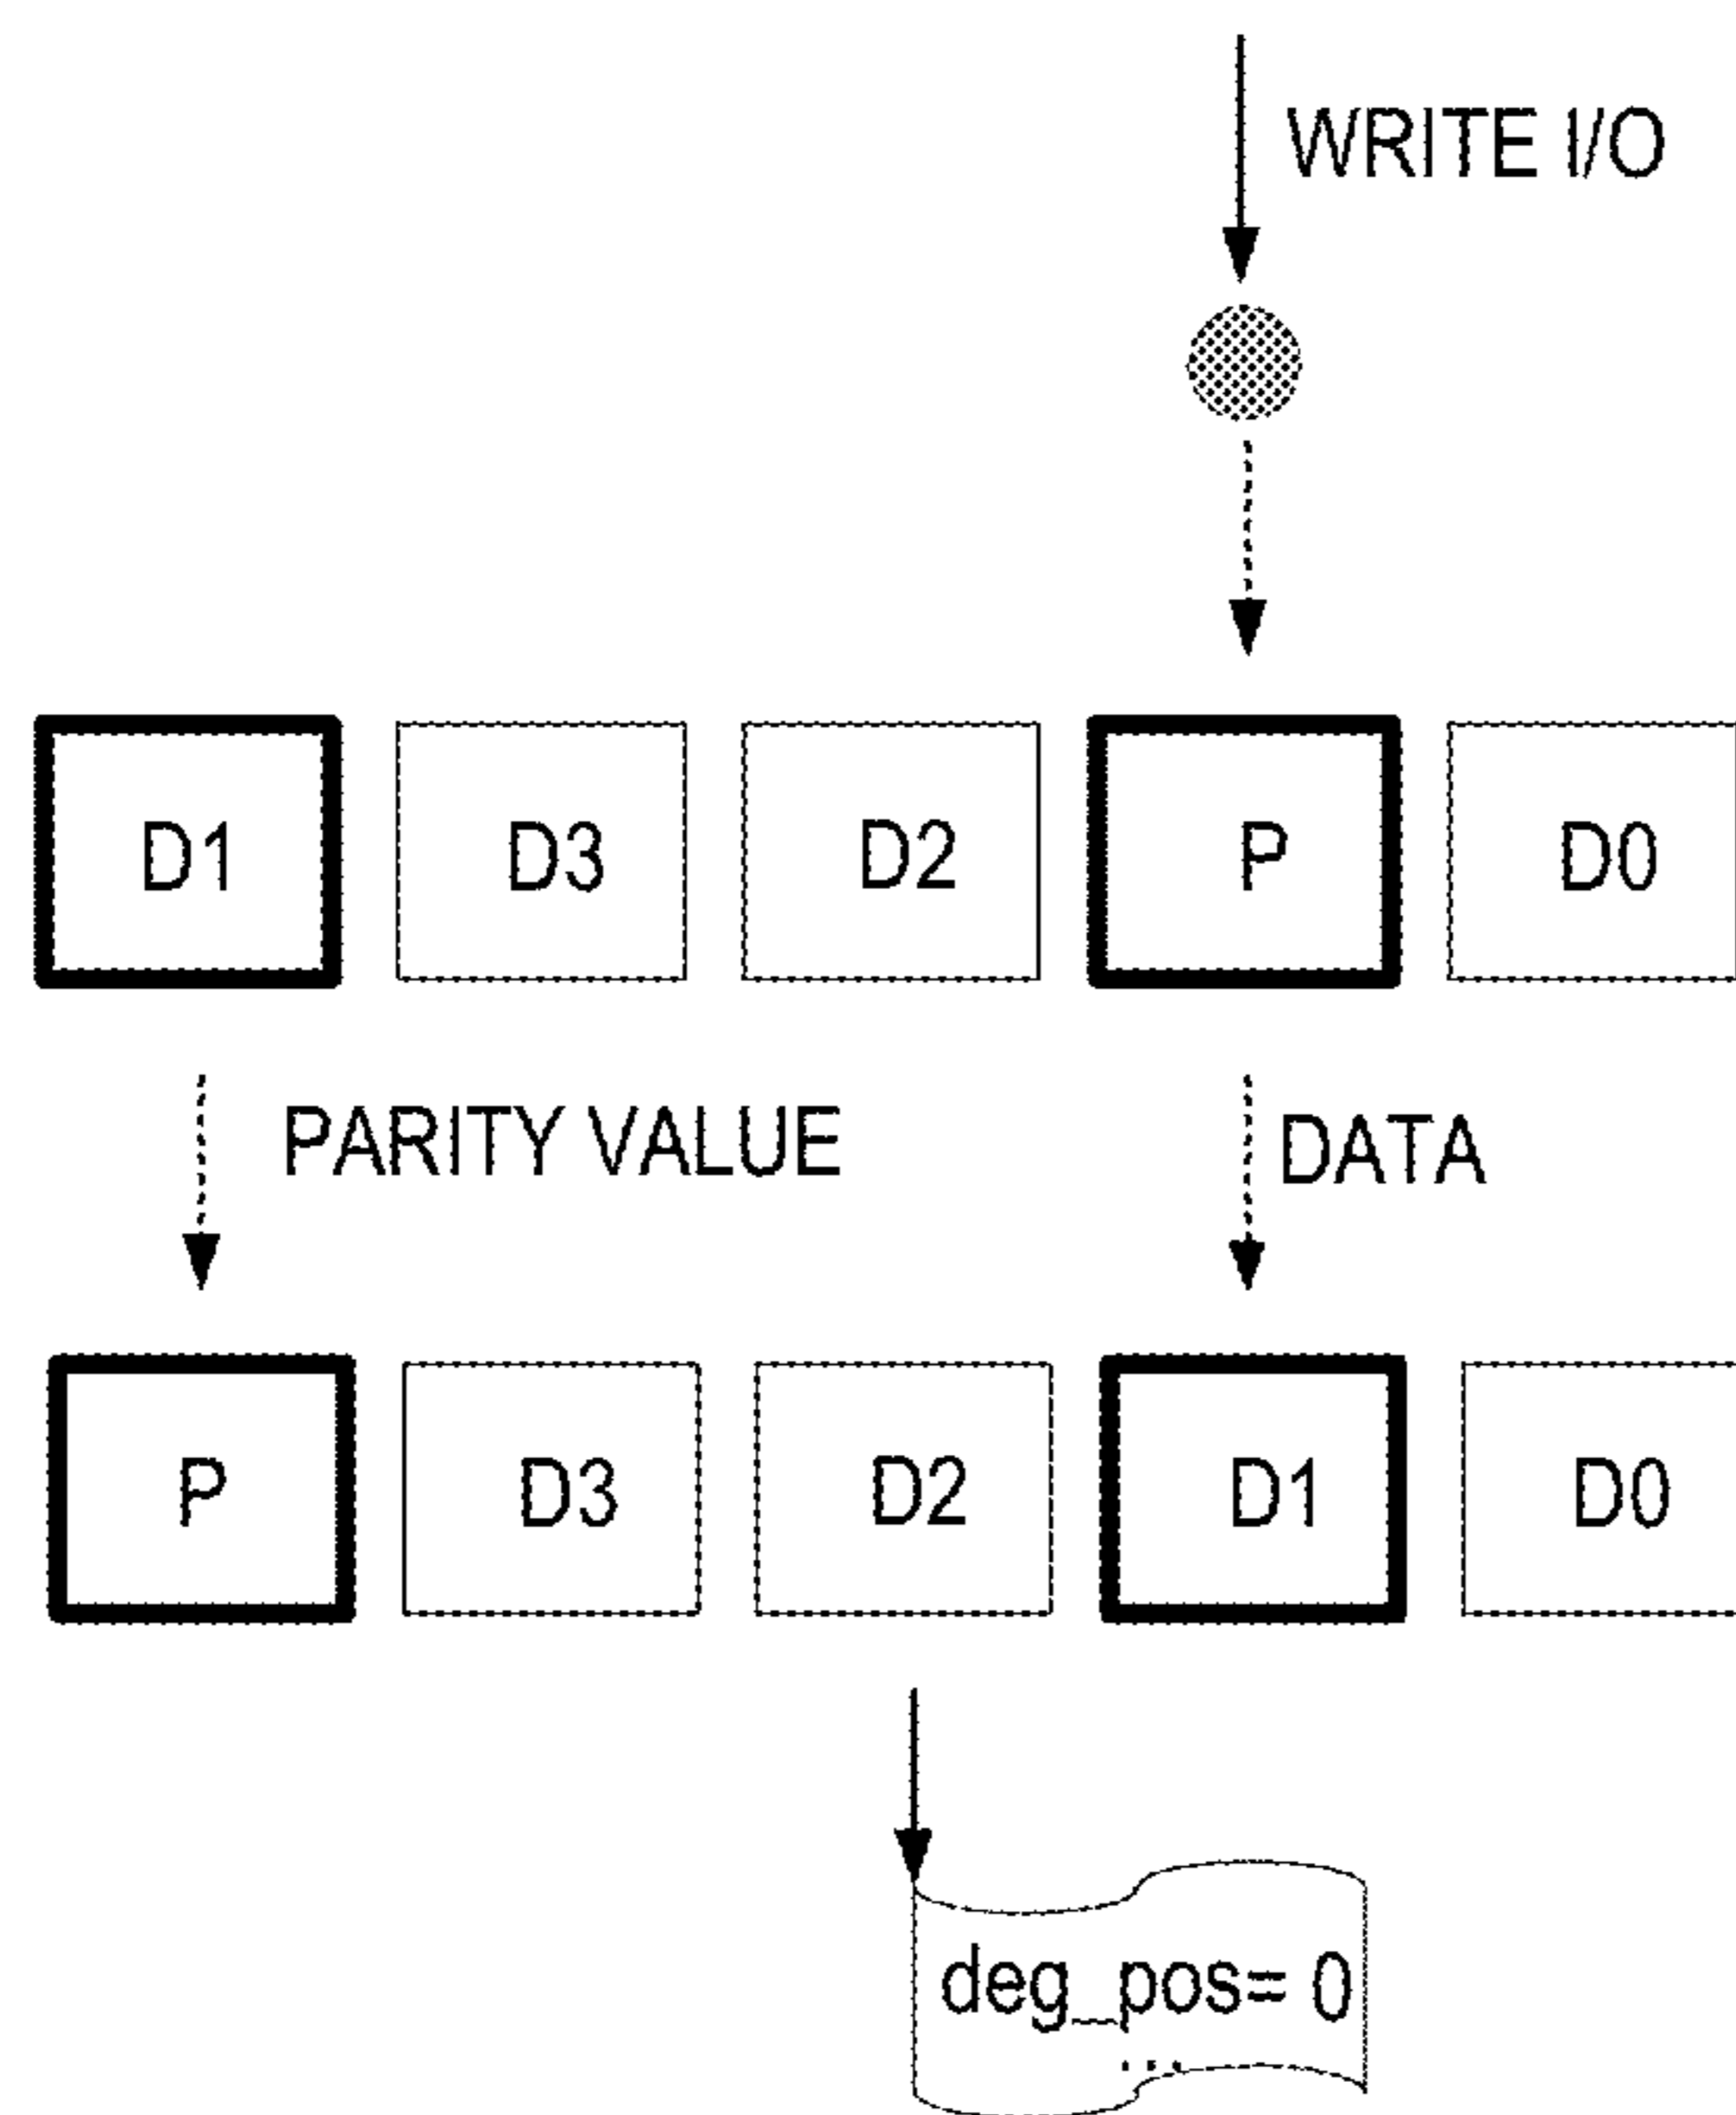 WRITE I/O
D1 D3 D2 P D0
PARITY VALUE DATA
P D3 D2 D1 D0
deg_pos= 0
...